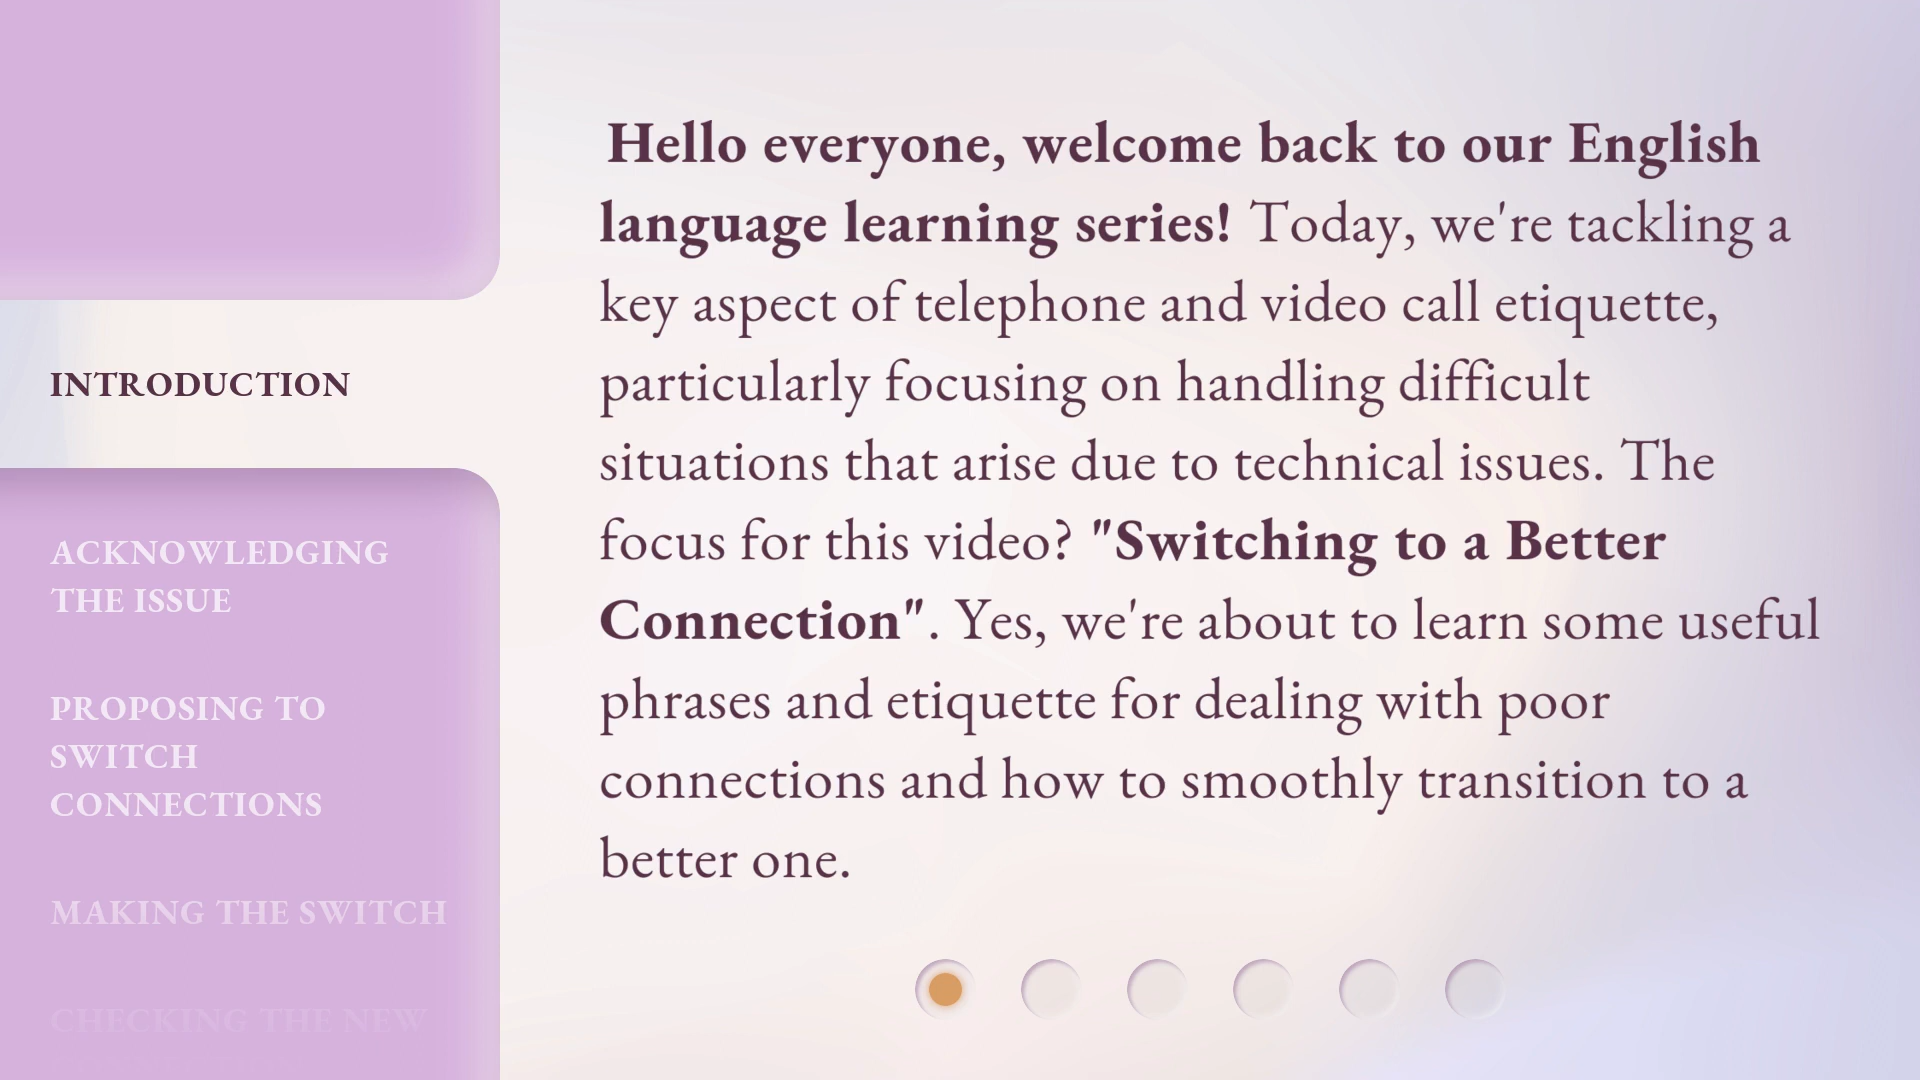 INTRODUCTION
ACKNOWLEDGING
THE ISSUE
PROPOSING TO
SWITCH
CONNECTIONS
MAKING THE SWITCH
CHECKING THE NEW
Hello everyone, welcome back to our English
language learning series! Today, we're tackling a
key aspect of telephone and video call etiquette,
particularly focusing on handling difficult
situations that arise due to technical issues. The
focus for this video? "Switching to a Better
Connection". Yes, we're about to learn some useful
phrases and etiquette for dealing with poor
connections and how to smoothly transition to a
better one.